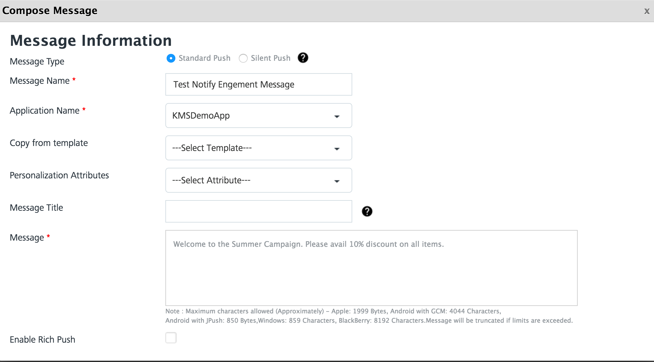 Compose Message x
Message Information
Message Type Standard Push Silent Push ?
Message Name * Test Notify Engement Message
Application Name * KMSDemoApp
Copy from template ---Select Template---
Personalization Attributes ---Select Attribute---
Message Title ?
Message * Welcome to the Summer Campaign. Please avail 10% discount on all items.
Note : Maximum characters allowed (Approximately) – Apple: 1999 Bytes, Android with GCM: 4044 Characters,
Android with JPush: 850 Bytes,Windows: 859 Characters, BlackBerry: 8192 Characters.Message will be truncated if limits are exceeded.
Enable Rich Push